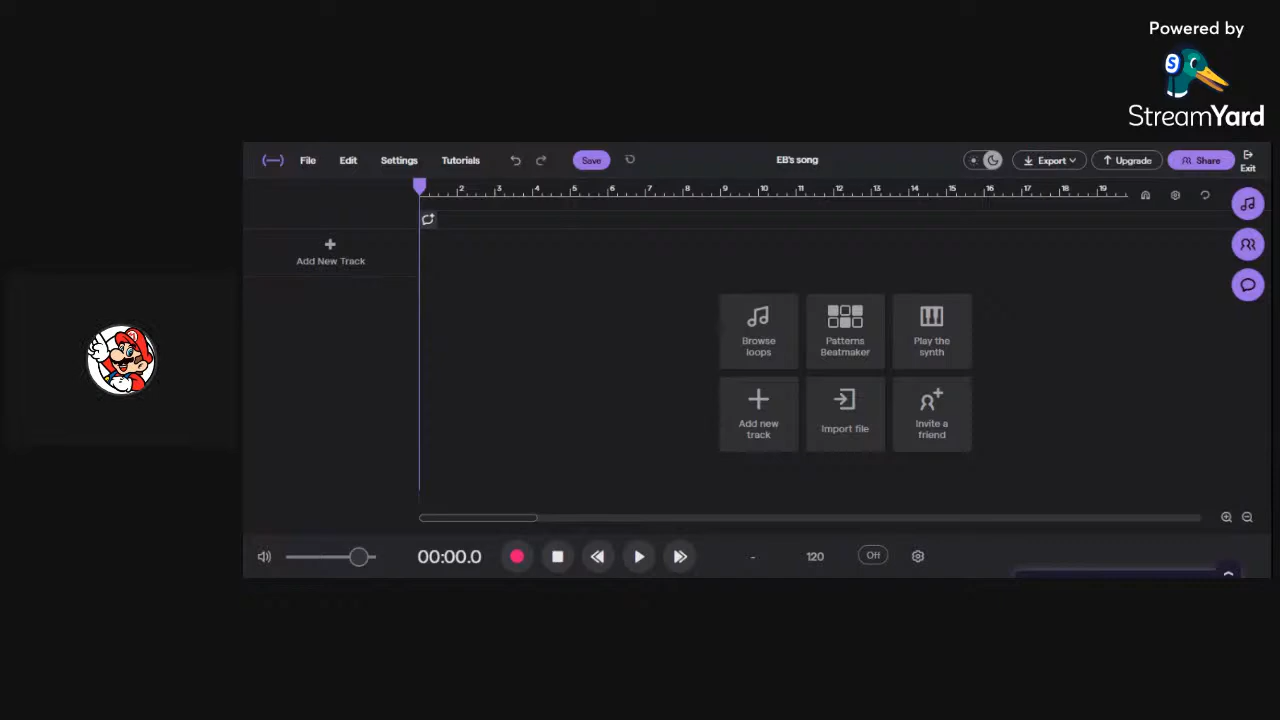 Powered by
StreamYard
File Edit Settings Tutorials Save EB's song Export Upgrade Share Exit
2 3 4 5 6 7 8 9 10 11 12 13 14 15 16 17 18 19
Add New Track
Browse loops
Patterns Beatmaker
Play the synth
Add new track
Import file
Invite a friend
00:00.0 - 120 Off